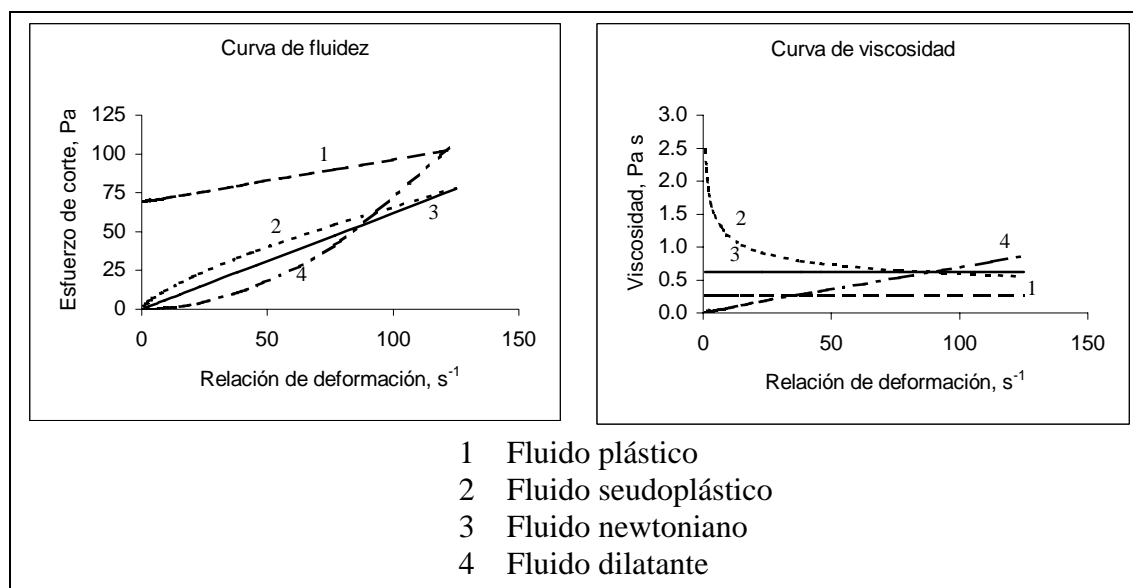 Curva de fluidez
Esfuerzo de corte, Pa
125
100
75
50
25
0
0 50 100 150
1
2
3
4
Relación de deformación, s-1
Curva de viscosidad
Viscosidad, Pa s
3.0
2.5
2.0
1.5
1.0
0.5
0.0
0 50 100 150
2
3
4
1
Relación de deformación, s-1
1 Fluido plástico
2 Fluido seudoplástico
3 Fluido newtoniano
4 Fluido dilatante